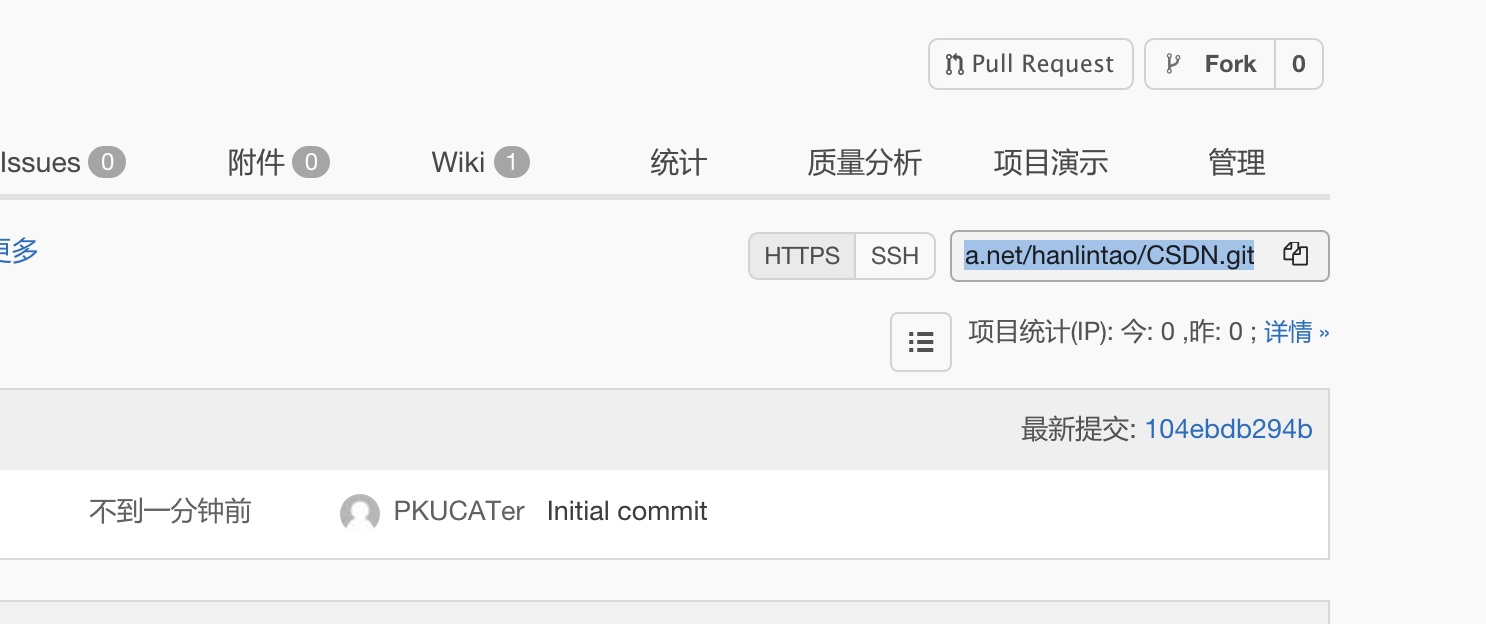 Pull Request Fork 0
Issues 0 附件 0 Wiki 1 统计 质量分析 项目演示 管理
更多 HTTPS SSH a.net/hanlintao/CSDN.git
项目统计(IP): 今: 0 ,昨: 0 ; 详情 »
最新提交: 104ebdb294b
不到一分钟前 PKUCATer Initial commit